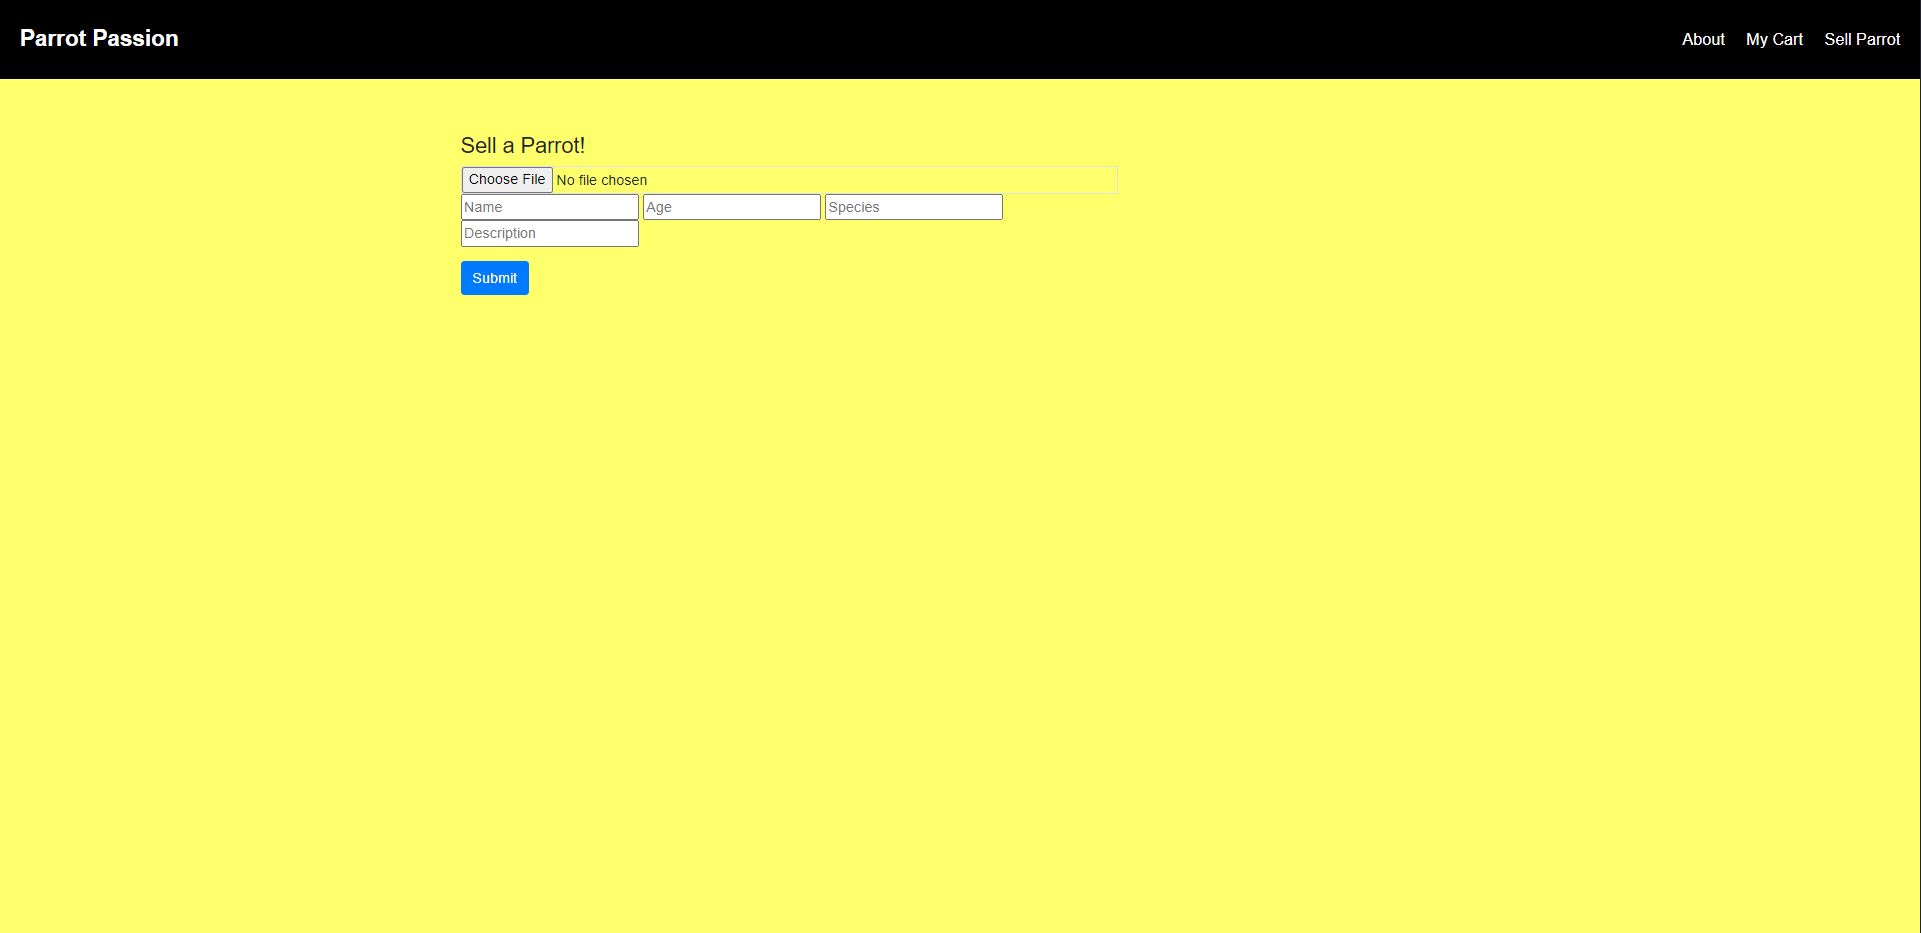 Parrot Passion About My Cart Sell Parrot
Sell a Parrot!
Choose File No file chosen
Name Age Species
Description
Submit